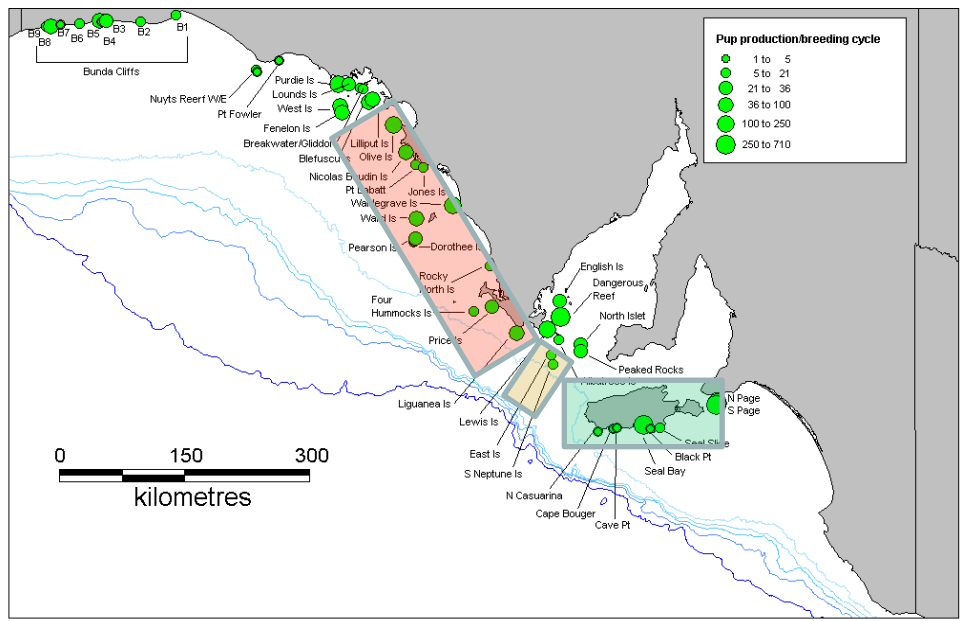 B1
B2
B3
B4
B5
B6
B7
B8
B9
Bunda Cliffs
Nuyts Reerf W/E
Pt Fowler
Purdie Is
Lounds Is
West Is
Fenelon Is
Breakwater/Gliddon
Blefuscu Is
Lilliput Is
Olive Is
Nicolas Baudin Is
Pt Labatt
Jones Is
Waldegrave Is
Ward Is
Pearson Is
Dorothee Is
Rocky
North Is
Four
Hummocks Is
Price Is
Liguanea Is
Lewis Is
East Is
S Neptune Is
N Casuarina
Cape Bouger
Cave Pt
Seal Bay
Black Pt
Seal Slide
N Page
S Page
Albatross Is
Peaked Rocks
North Islet
Dangerous
Reef
English Is
Pup production/breeding cycle
1 to 5
5 to 21
21 to 36
36 to 100
100 to 250
250 to 710
0 150 300
kilometres